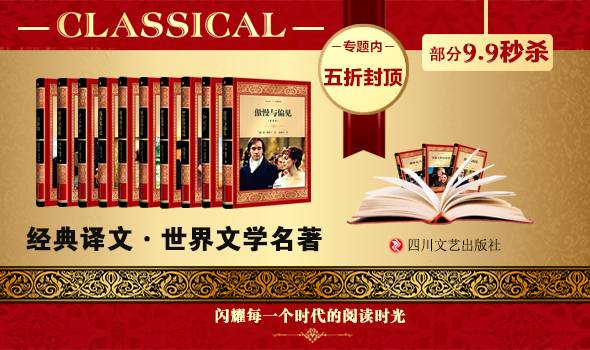 CLASSICAL
专题内
五折封顶
部分9.9秒杀
傲慢与偏见
经典译文·世界文学名著
四川文艺出版社
闪耀每一个时代的阅读时光